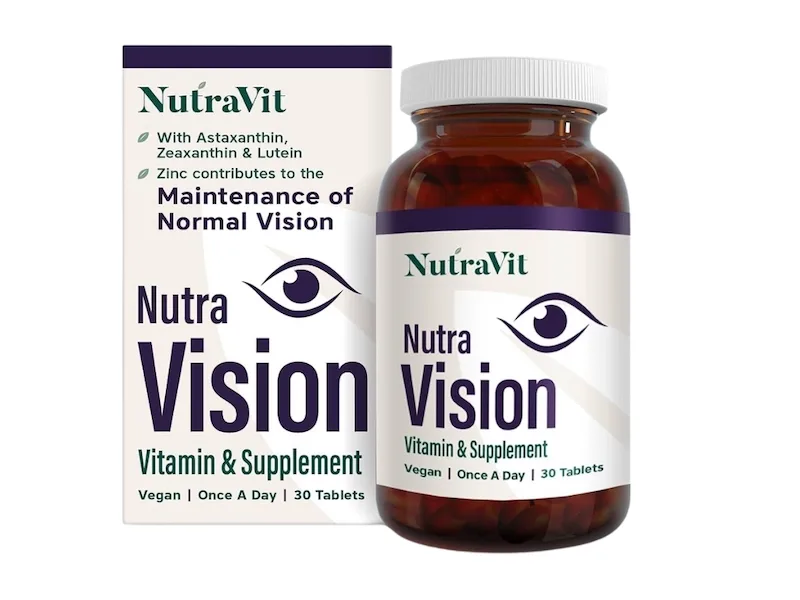 NutraVit
With Astaxanthin,
Zeaxanthin & Lutein
Zinc contributes to the
Maintenance of
Normal Vision
Nutra
Vision
Vitamin & Supplement
Vegan | Once A Day | 30 Tablets
NutraVit
Nutra
Vision
Vitamin & Supplement
Vegan | Once A Day | 30 Tablets